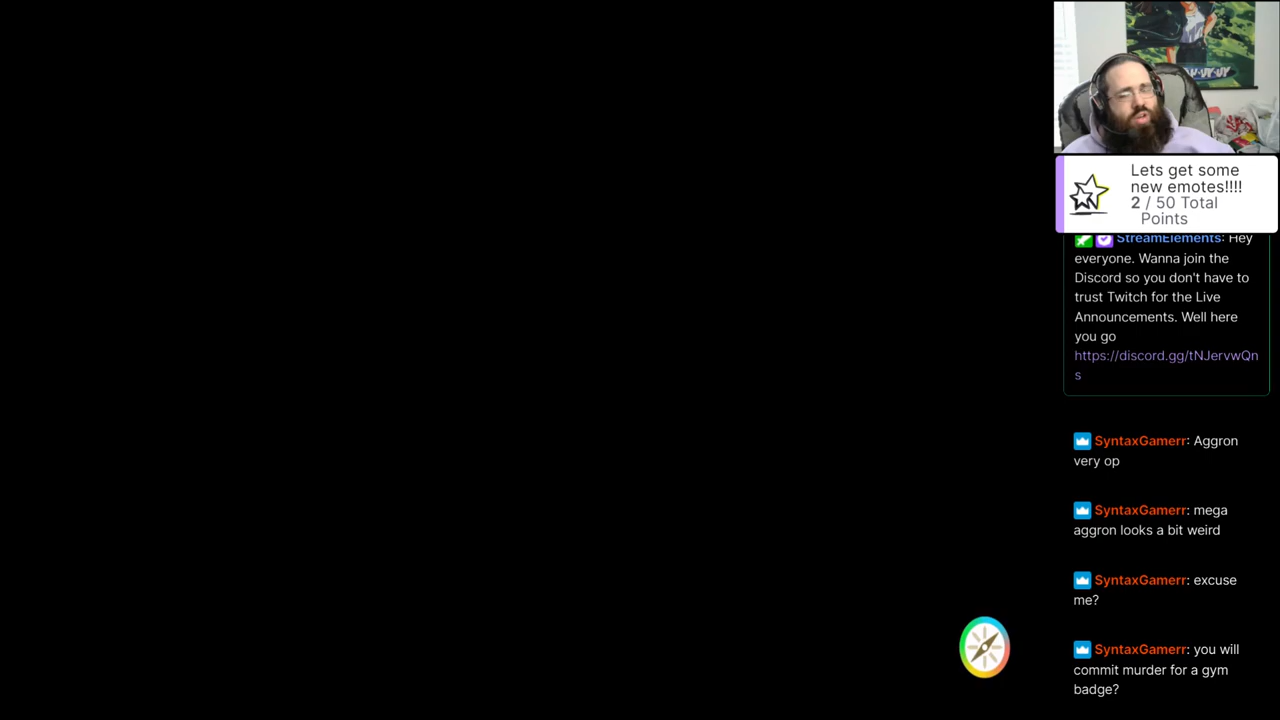 Lets get some
new emotes!!!!
2 / 50 Total
Points
StreamElements: Hey
everyone. Wanna join the
Discord so you don't have to
trust Twitch for the Live
Announcements. Well here
you go
https://discord.gg/tNJervwQn
s
SyntaxGamerr: Aggron
very op
SyntaxGamerr: mega
aggron looks a bit weird
SyntaxGamerr: excuse
me?
SyntaxGamerr: you will
commit murder for a gym
badge?